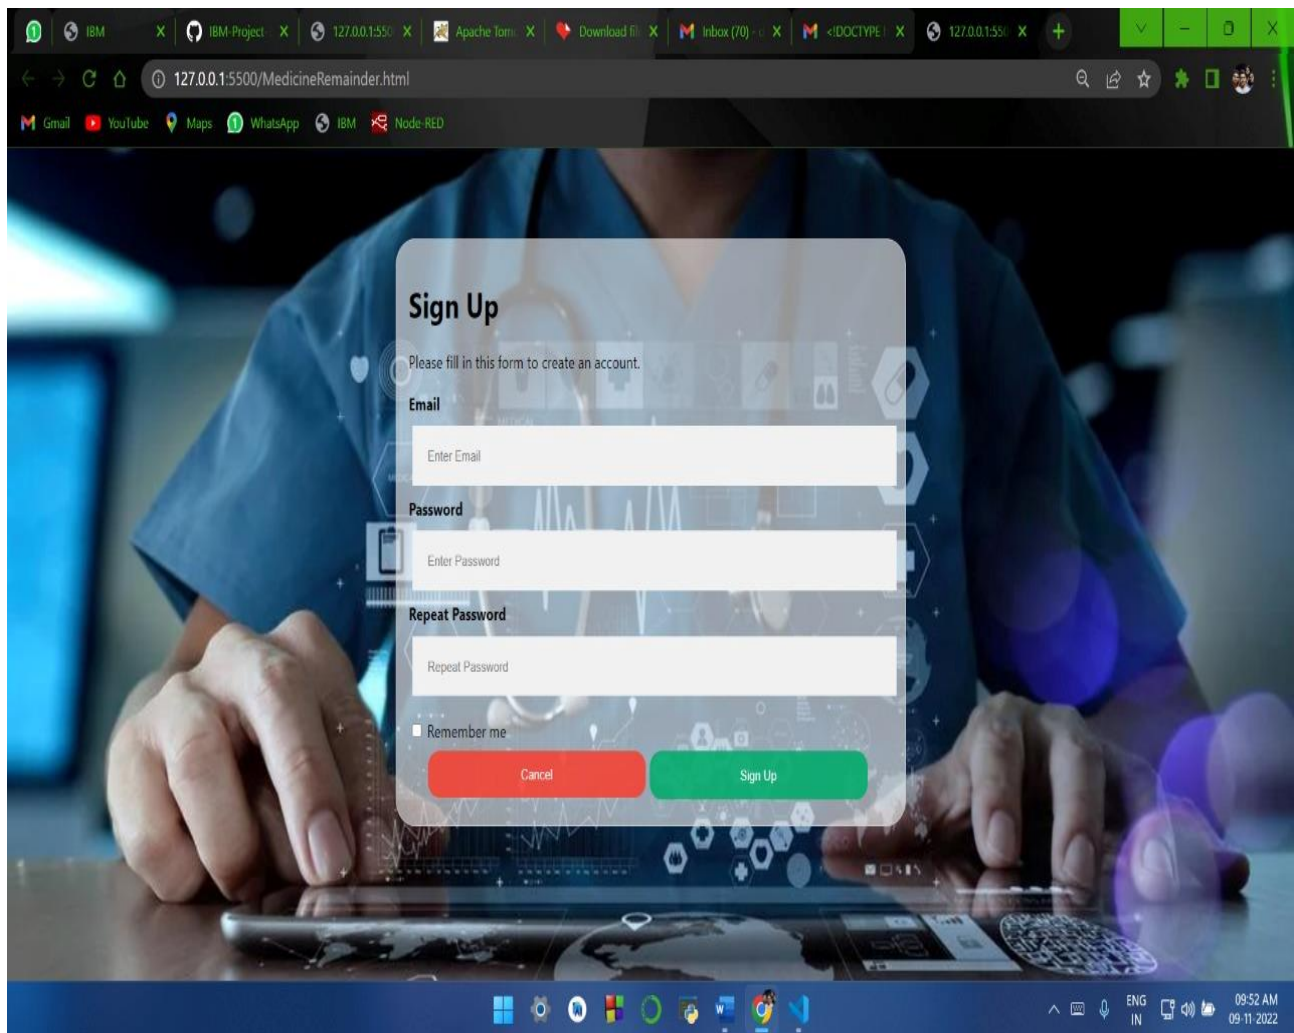 IBM
IBM-Project-
127.0.0.1:550
Apache Tom
Download fil
Inbox (70) - d
<!DOCTYPE
127.0.0.1:550
127.0.0.1:5500/MedicineRemainder.html
Gmail
YouTube
Maps
WhatsApp
IBM
Node-RED
Sign Up
Please fill in this form to create an account.
MEDICAL
Email
Enter Email
Password
Enter Password
Repeat Password
Repeat Password
Remember me
Cancel
Sign Up
ENG
IN
09:52 AM
09-11-2022